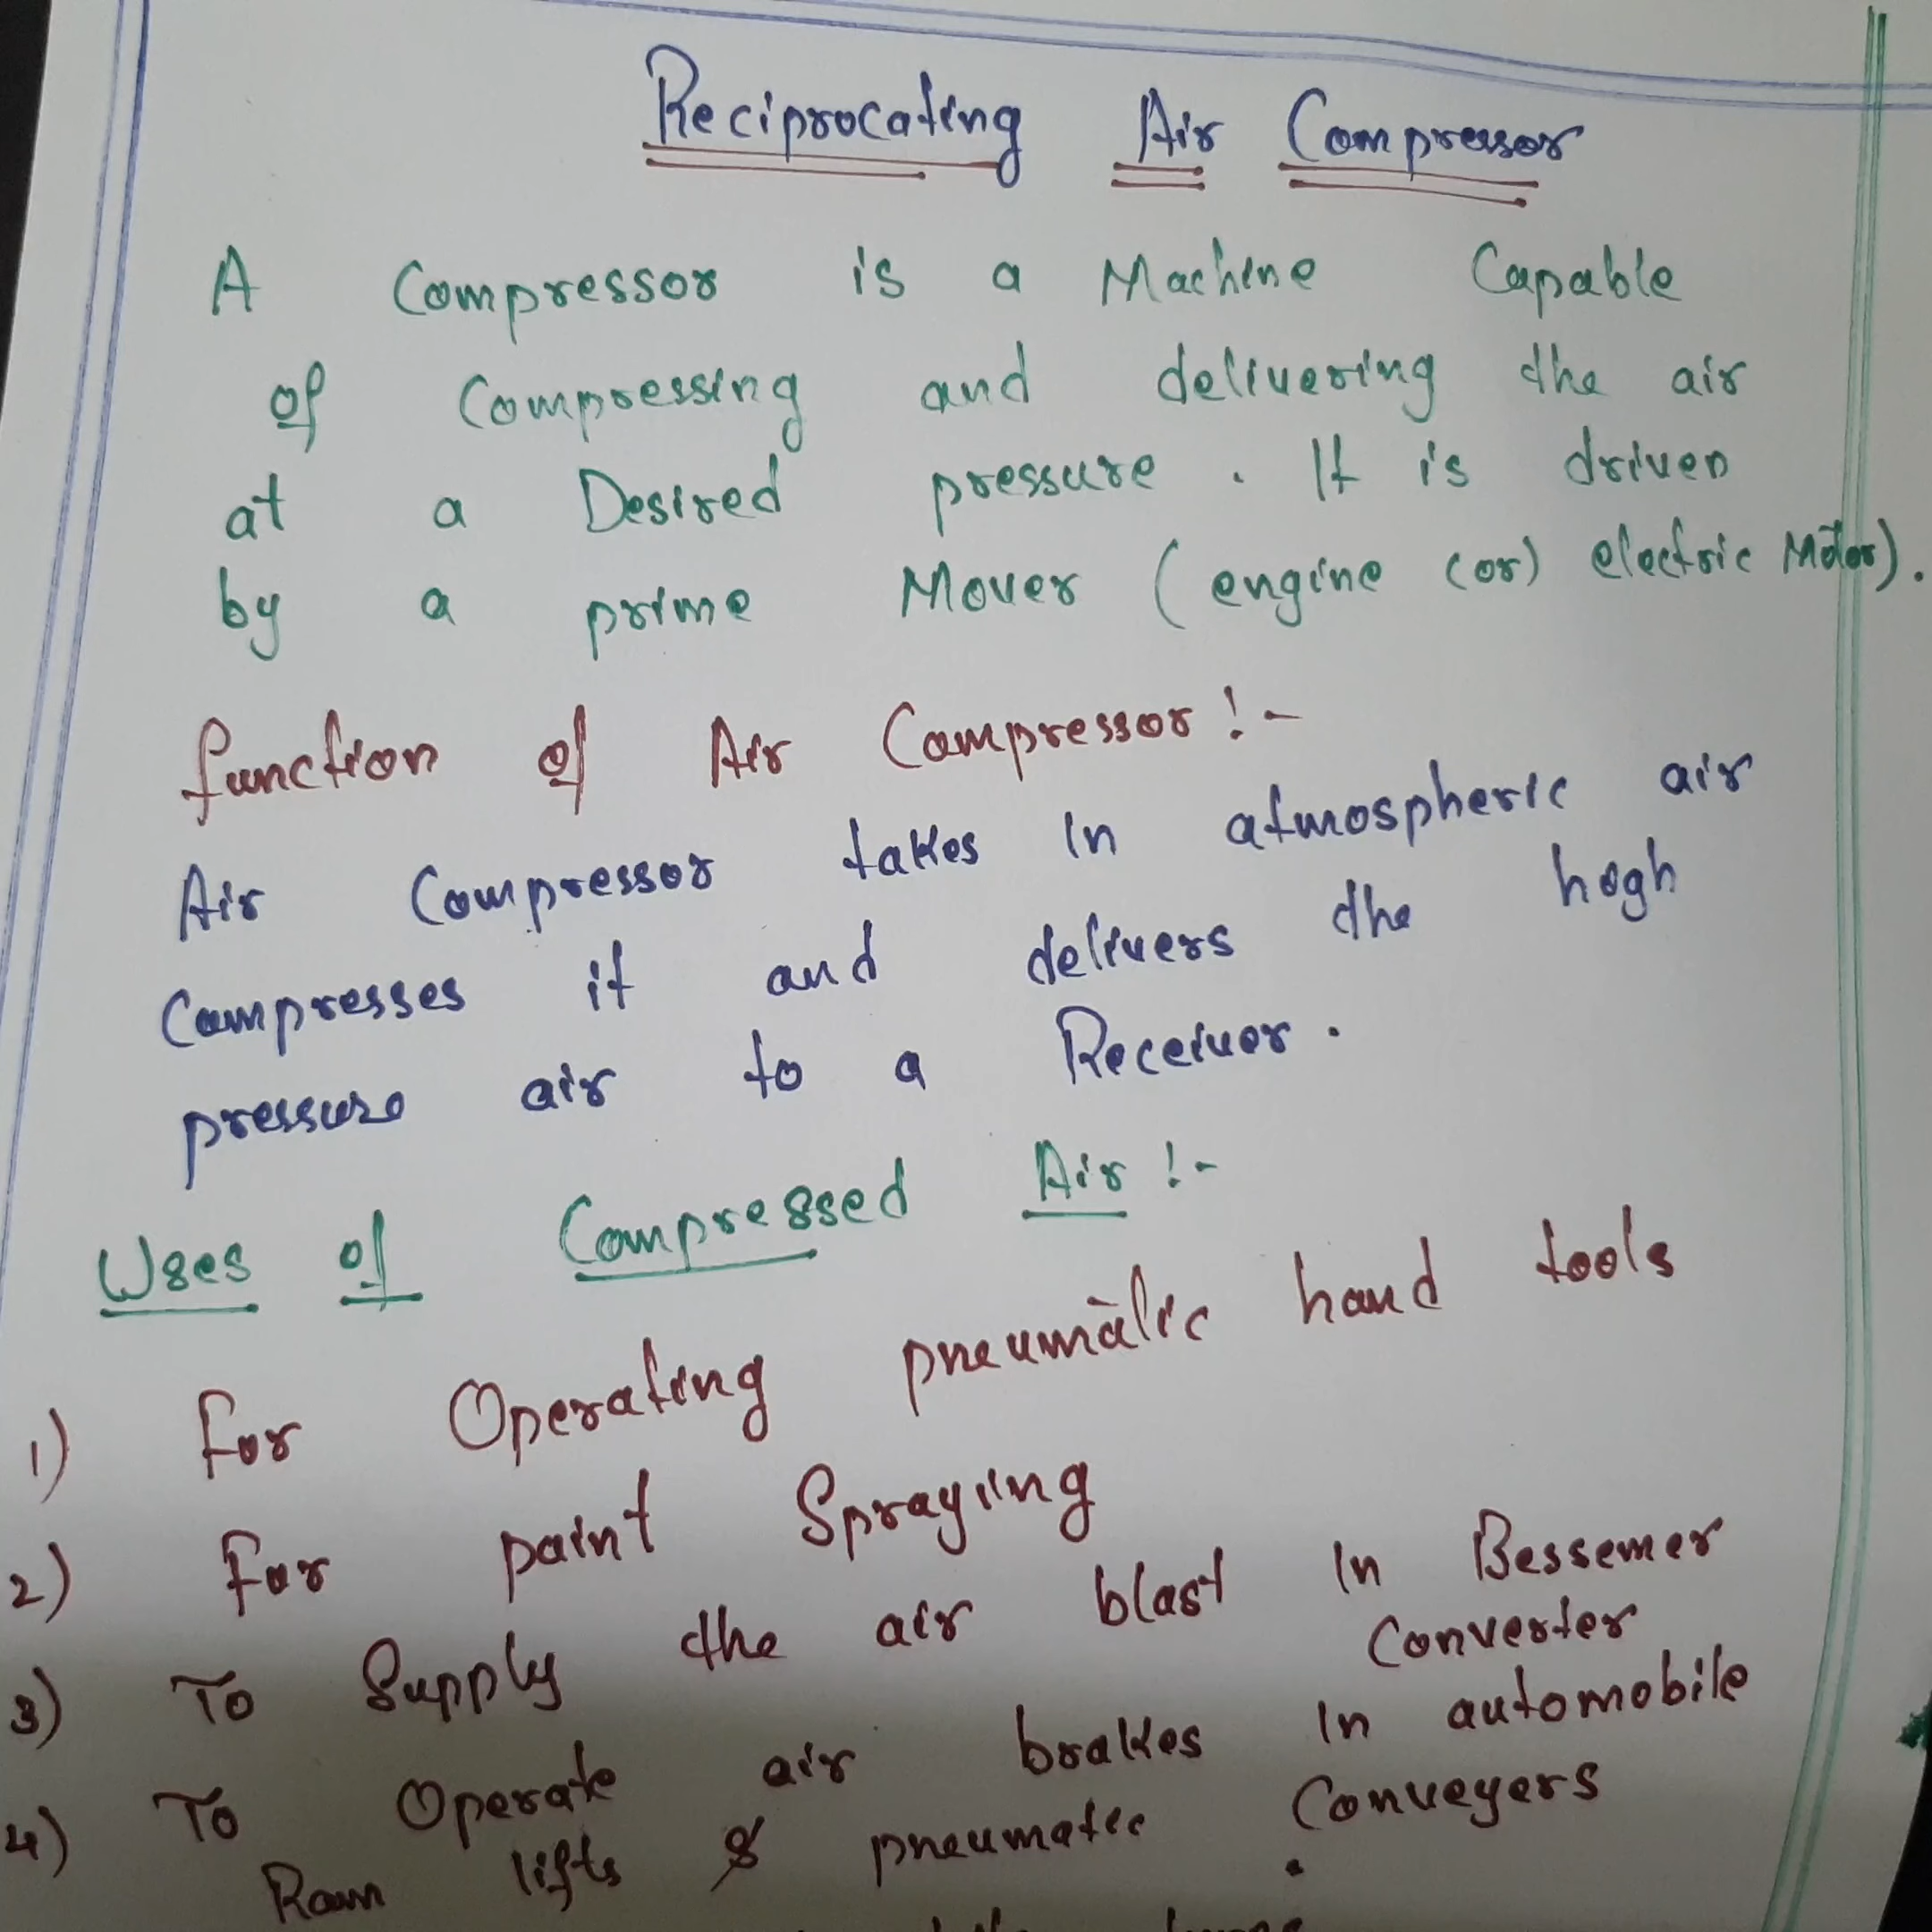 Reciprocating Air Compressor
A Compressor is a Machine Capable
of Compressing and delivering the air
at a Desired pressure. It is driven
by a prime Mover (engine (or) electric Motor).
function of Air Compressor :-
Air Compressor takes in atmospheric air
Compresses it and delivers the high
pressure air to a Receiver.
Uses of Compressed Air :-
1) For Operating pneumatic hand tools
2) For paint Spraying
3) To Supply the air blast in Bessemer
Converter
4) To Operate air brakes in automobile
Ram lifts & pneumatic Conveyers.